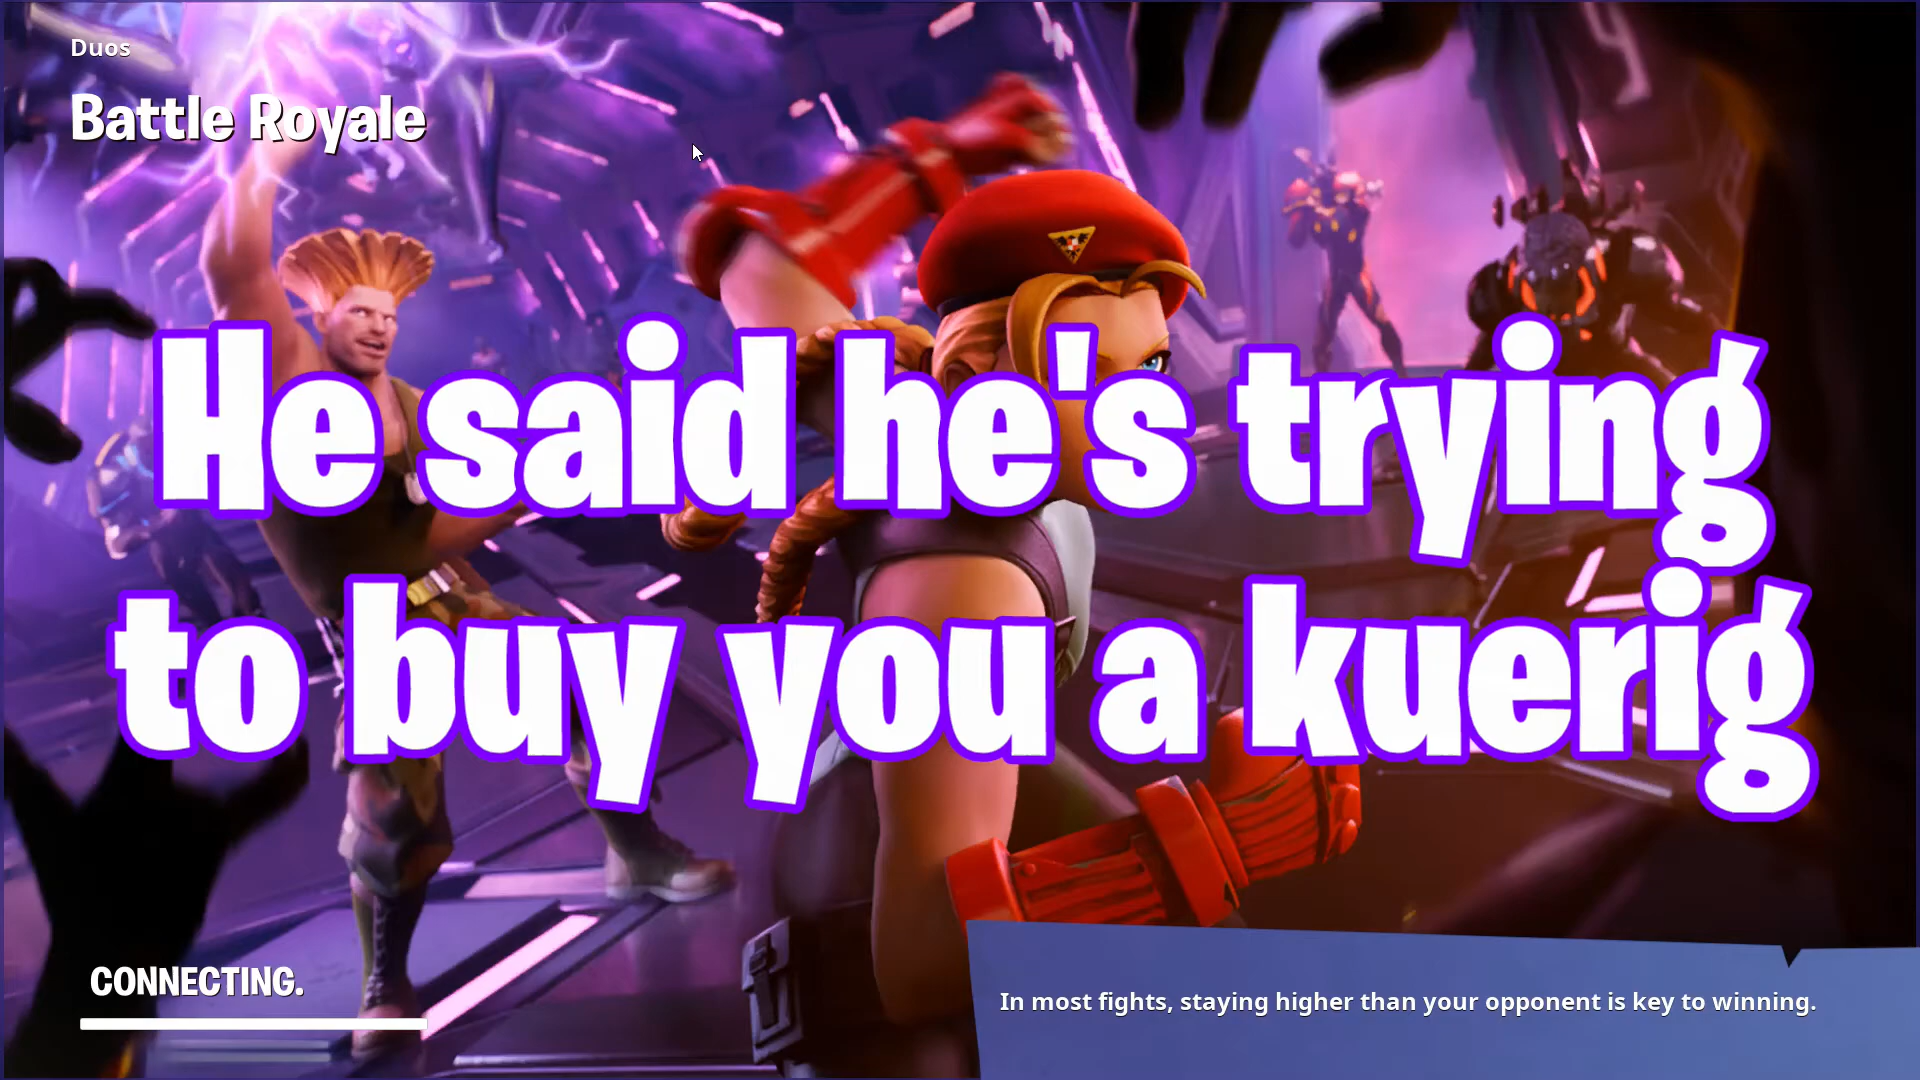 Duos
Battle Royale
He said he's trying
to buy you a kuerig
CONNECTING.
In most fights, staying higher than your opponent is key to winning.